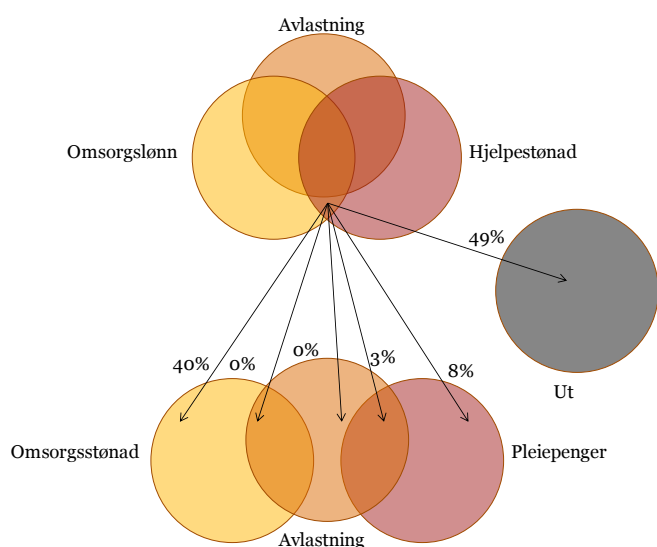 Avlastning
Omsorgslønn
Hjelpestønad
49%
40%
0%
0%
3%
8%
Ut
Omsorgsstønad
Pleiepenger
Avlastning